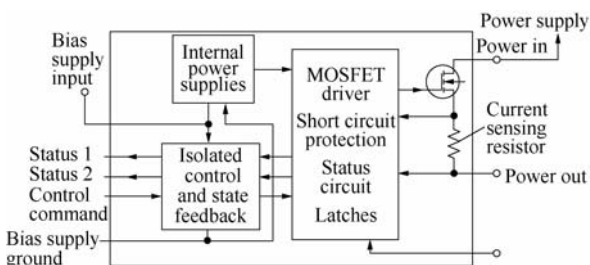 Power supply
Power in
Bias
supply
input
Internal
power
supplies
MOSFET
driver
Short circuit
protection
Status
circuit
Latches
Current
sensing
resistor
Status 1
Status 2
Control
command
Isolated
control
and state
feedback
Power out
Bias supply
ground